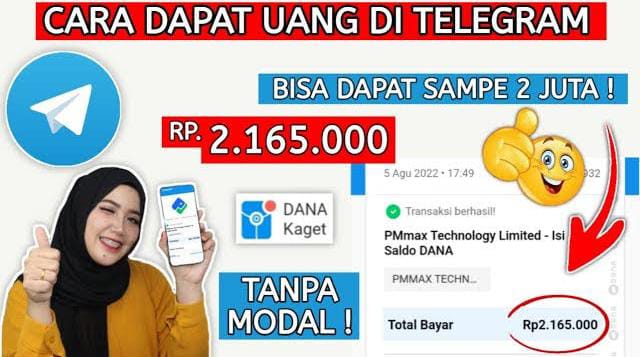 CARA DAPAT UANG DI TELEGRAM
BISA DAPAT SAMPE 2 JUTA !
RP. 2.165.000
5 Agu 2022 • 17:49
932
DANA
Kaget
Transaksi berhasil!
PMmax Technology Limited - Isi
Saldo DANA
PMMAX TECHN...
TANPA
MODAL !
Total Bayar Rp2.165.000